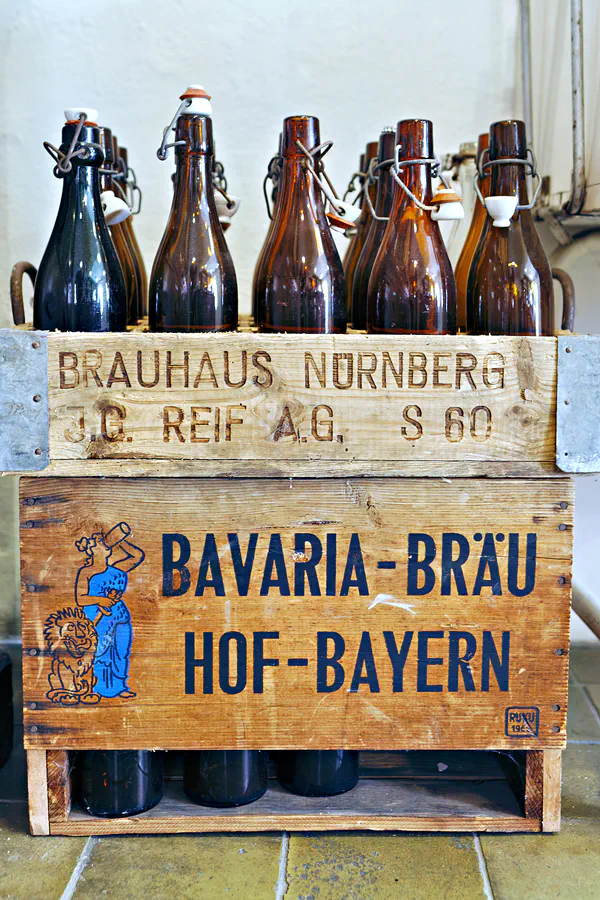 BRAUHAUS NÜRNBERG
J.G. REIF A.G. S 60
BAVARIA-BRÄU
HOF-BAYERN